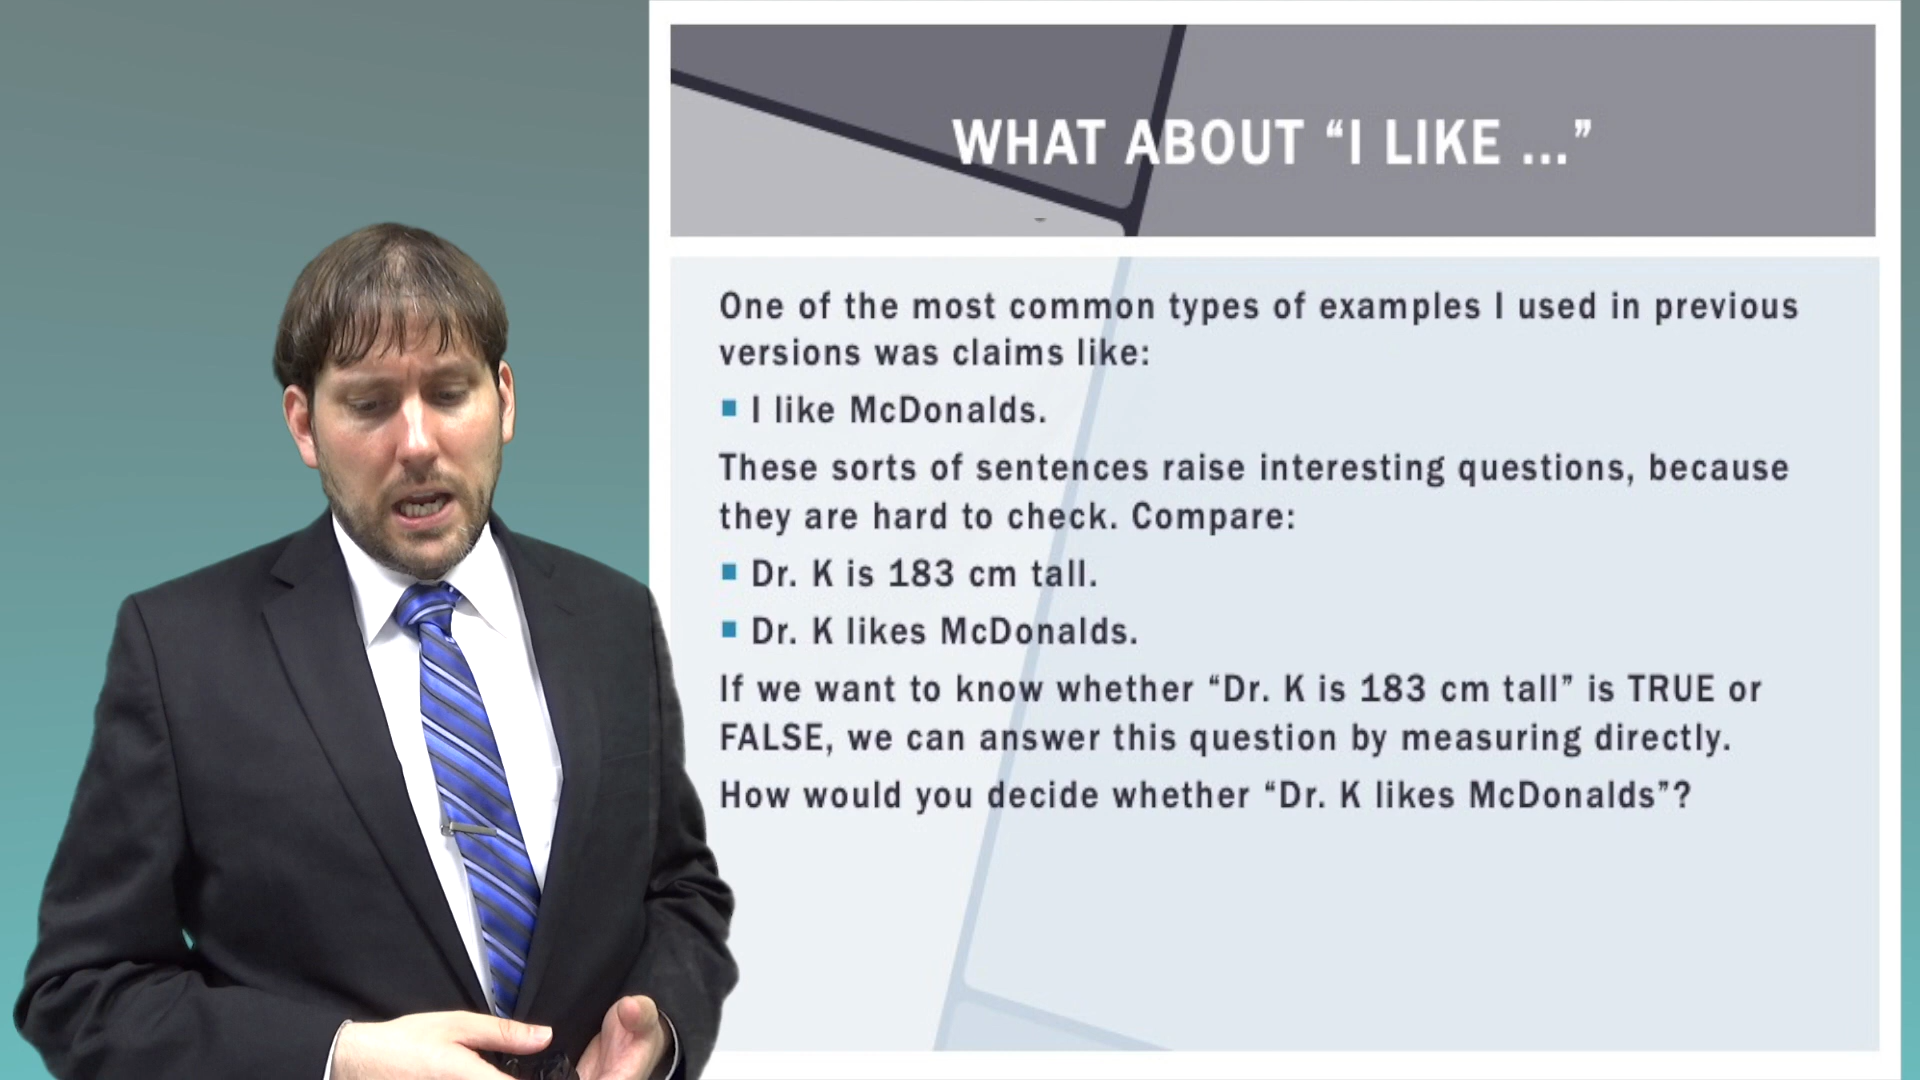 WHAT ABOUT “I LIKE …”
One of the most common types of examples I used in previous
versions was claims like:
I like McDonalds.
These sorts of sentences raise interesting questions, because
they are hard to check. Compare:
Dr. K is 183 cm tall.
Dr. K likes McDonalds.
If we want to know whether “Dr. K is 183 cm tall” is TRUE or
FALSE, we can answer this question by measuring directly.
How would you decide whether “Dr. K likes McDonalds”?